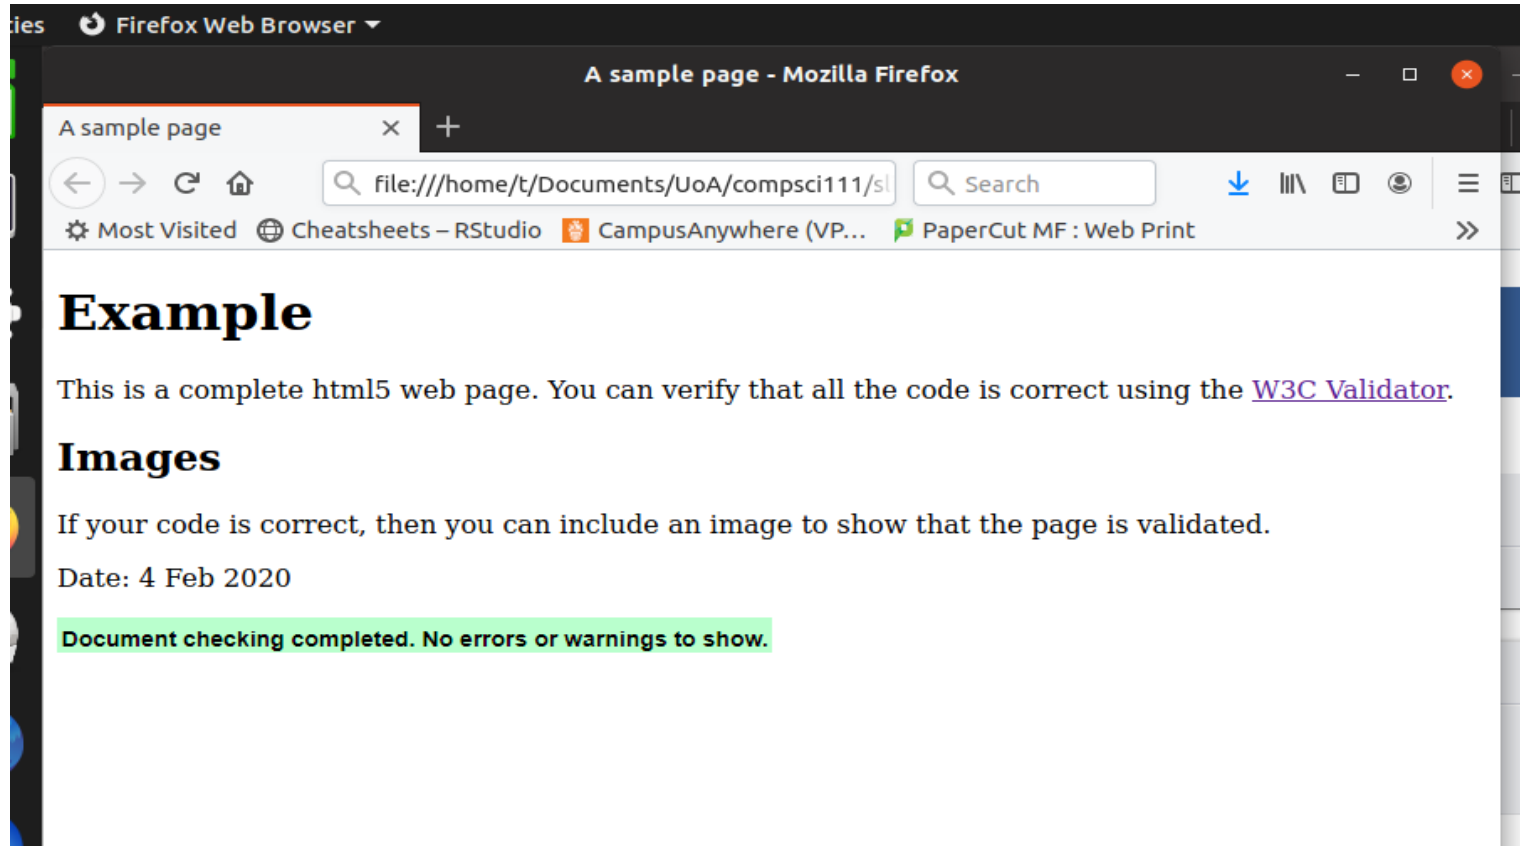 Firefox Web Browser
A sample page - Mozilla Firefox
A sample page
file:///home/t/Documents/UoA/compsci111/sl
Search
Most Visited Cheatsheets – RStudio CampusAnywhere (VP... PaperCut MF : Web Print
Example
This is a complete html5 web page. You can verify that all the code is correct using the W3C Validator.
Images
If your code is correct, then you can include an image to show that the page is validated.
Date: 4 Feb 2020
Document checking completed. No errors or warnings to show.